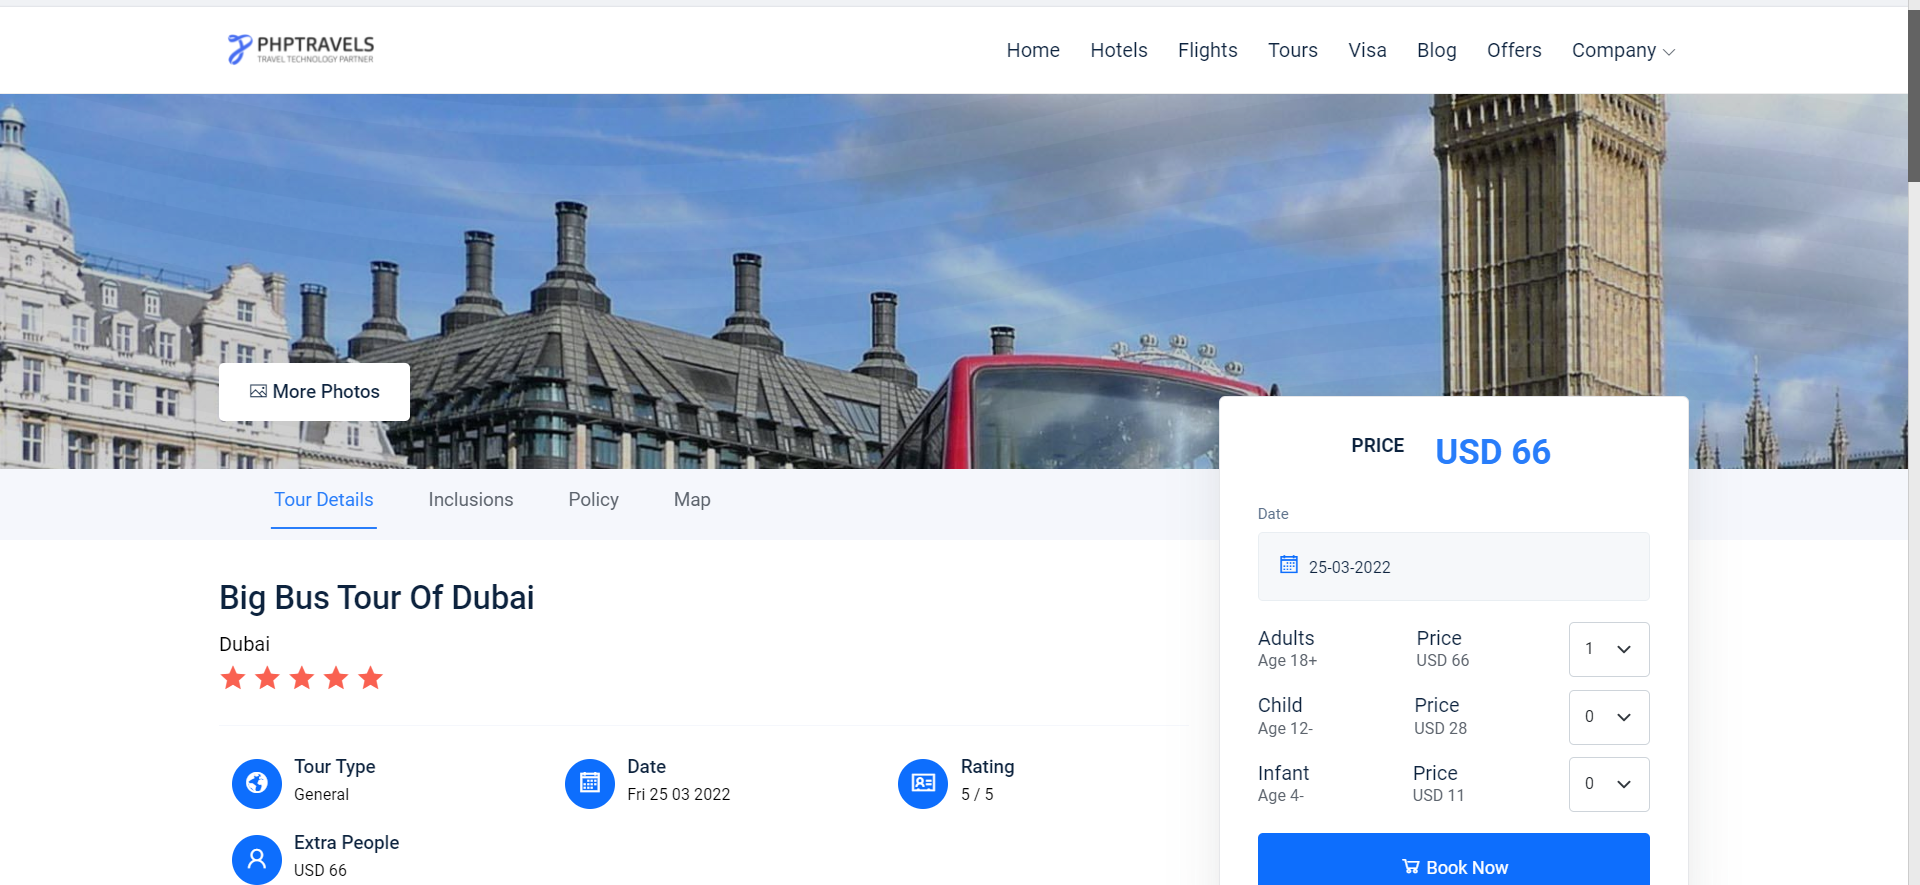 PHPTRAVELS
TRAVEL TECHNOLOGY PARTNER
Home Hotels Flights Tours Visa Blog Offers Company
More Photos
PRICE USD 66
Tour Details Inclusions Policy Map
Date
25-03-2022
Big Bus Tour Of Dubai
Dubai
Adults Price 1
Age 18+ USD 66
Child Price 0
Age 12- USD 28
Infant Price 0
Age 4- USD 11
Tour Type Date Rating
General Fri 25 03 2022 5 / 5
Extra People
USD 66
Book Now